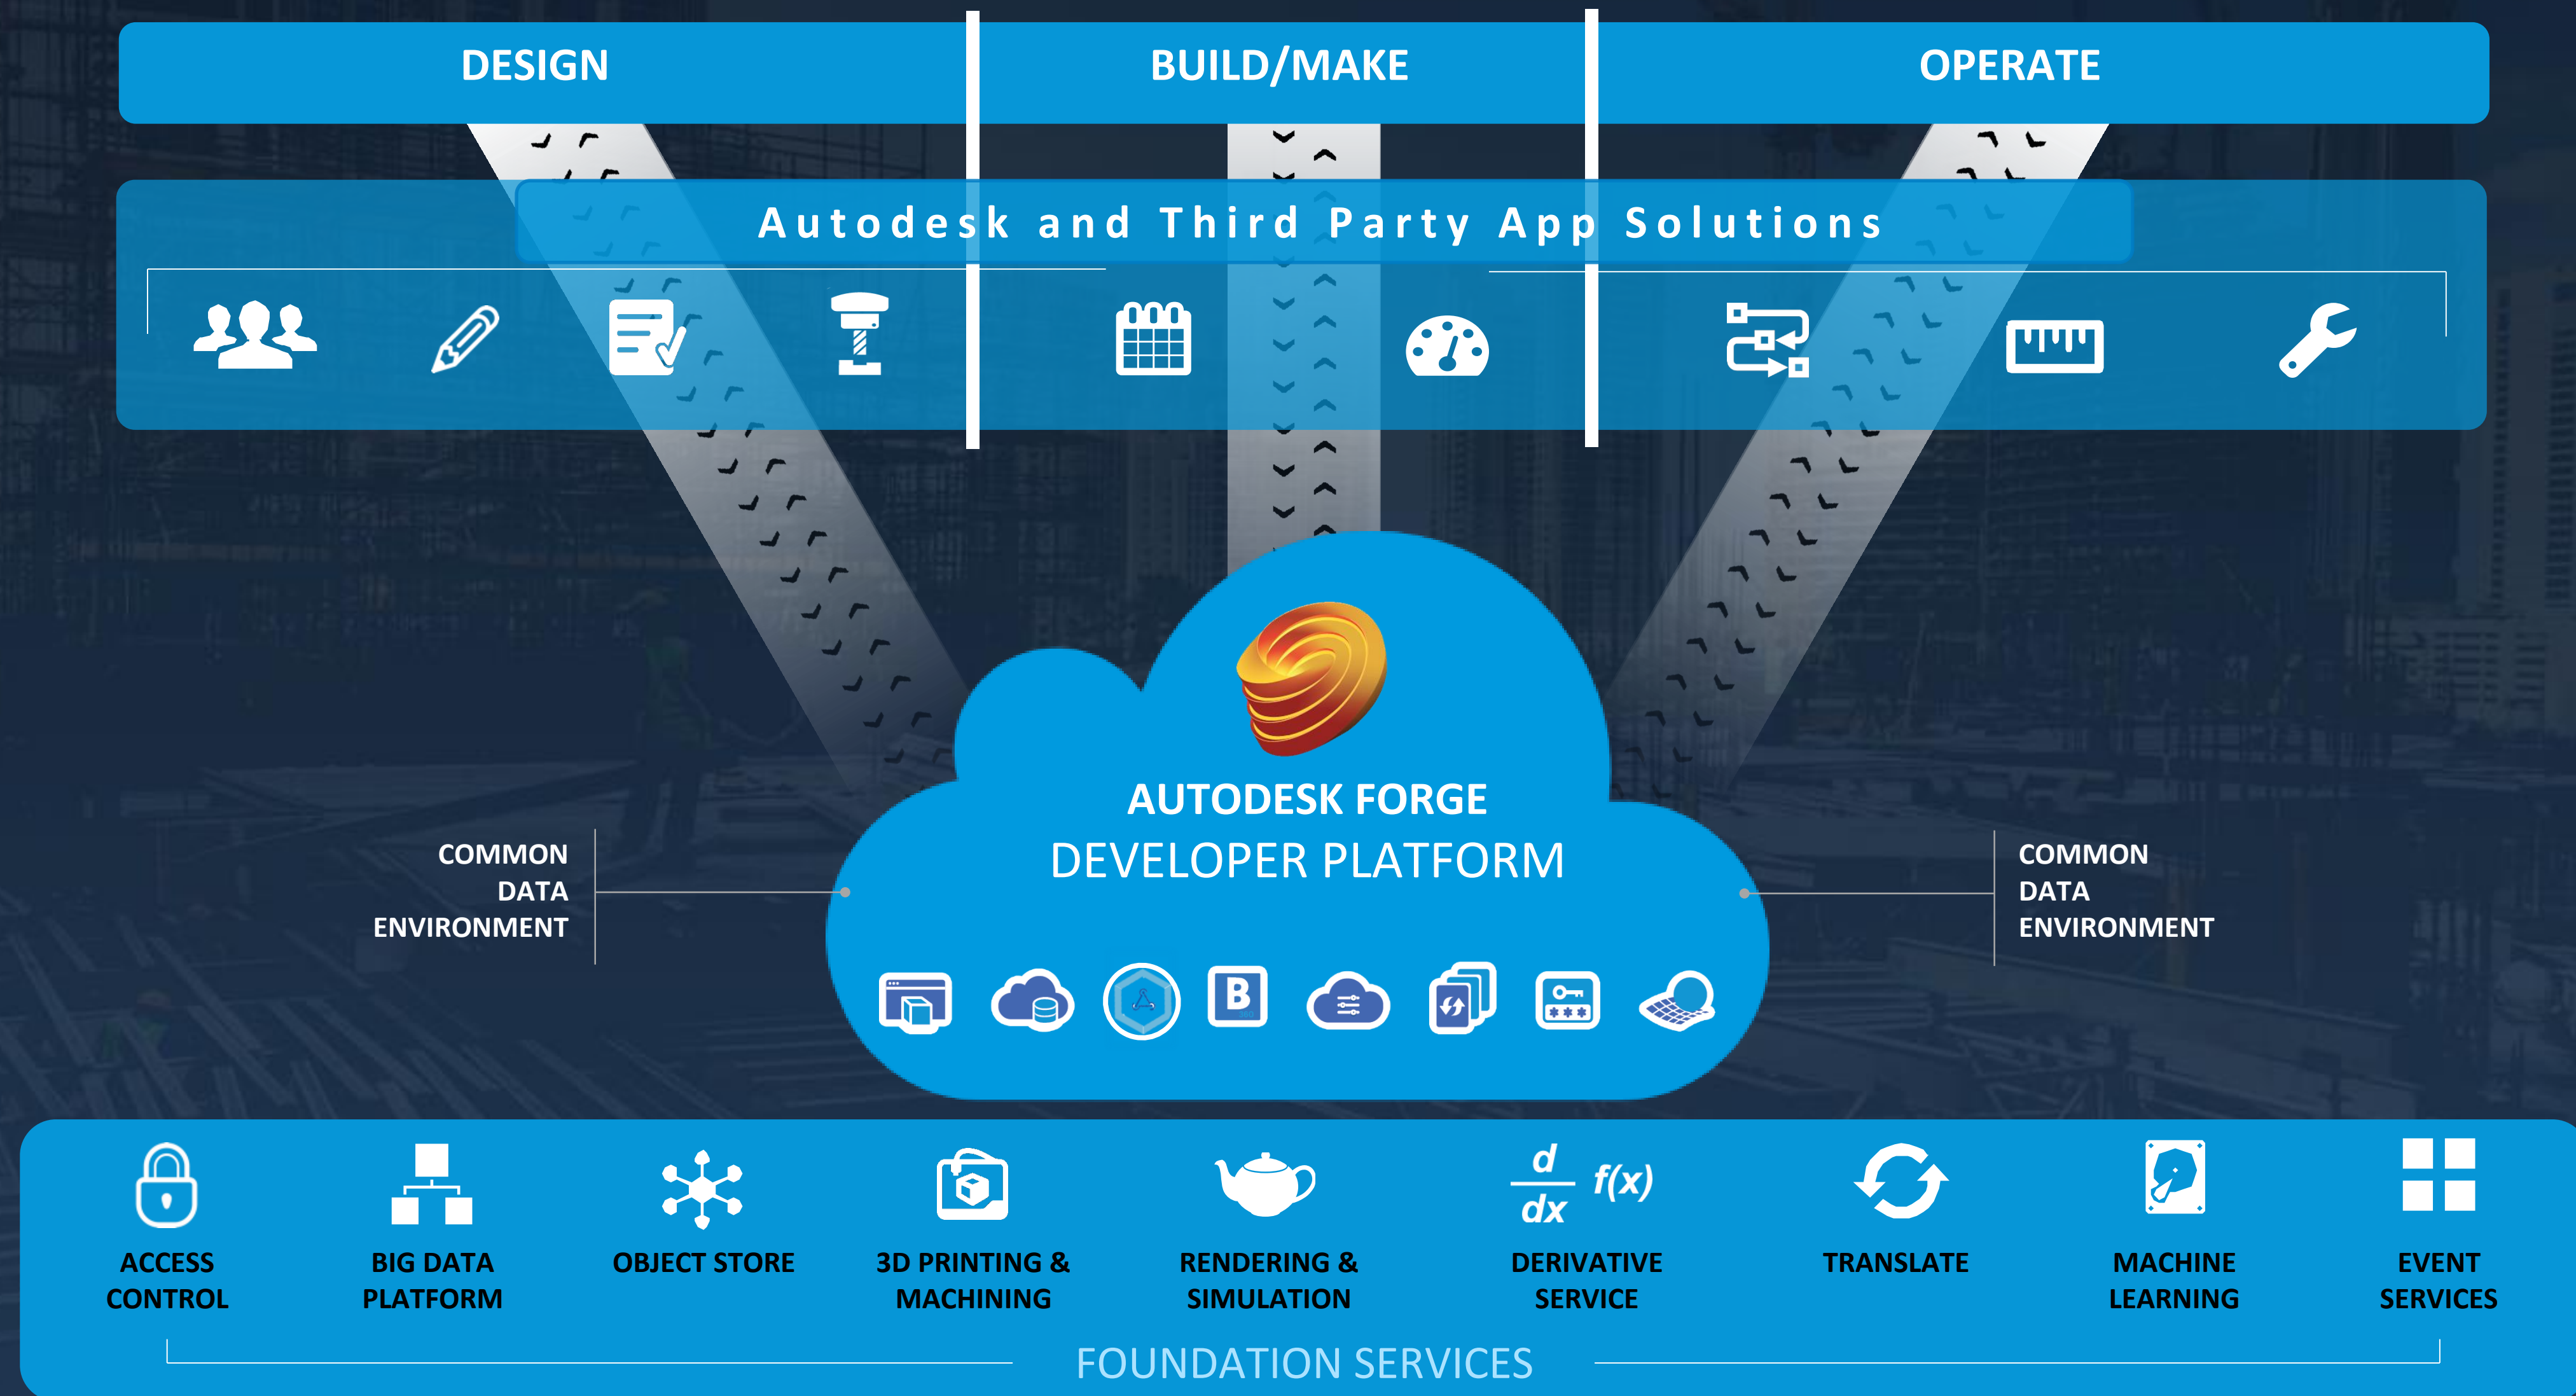 DESIGN
BUILD/MAKE
OPERATE
Autodesk and Third Party App Solutions
AUTODESK FORGE
DEVELOPER PLATFORM
COMMON
DATA
ENVIRONMENT
COMMON
DATA
ENVIRONMENT
B
***
d
dx
f(x)
ACCESS
CONTROL
BIG DATA
PLATFORM
OBJECT STORE
3D PRINTING &
MACHINING
RENDERING &
SIMULATION
DERIVATIVE
SERVICE
TRANSLATE
MACHINE
LEARNING
EVENT
SERVICES
FOUNDATION SERVICES